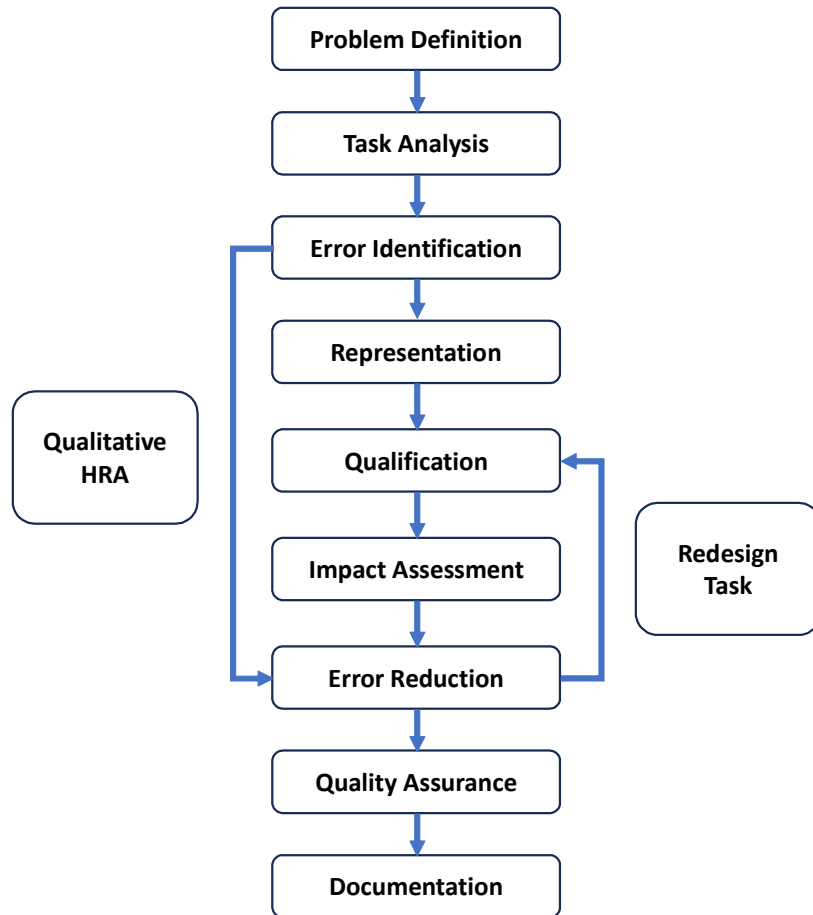 Problem Definition
Task Analysis
Error Identification
Representation
Qualitative
HRA
Qualification
Impact Assessment
Redesign
Task
Error Reduction
Quality Assurance
Documentation